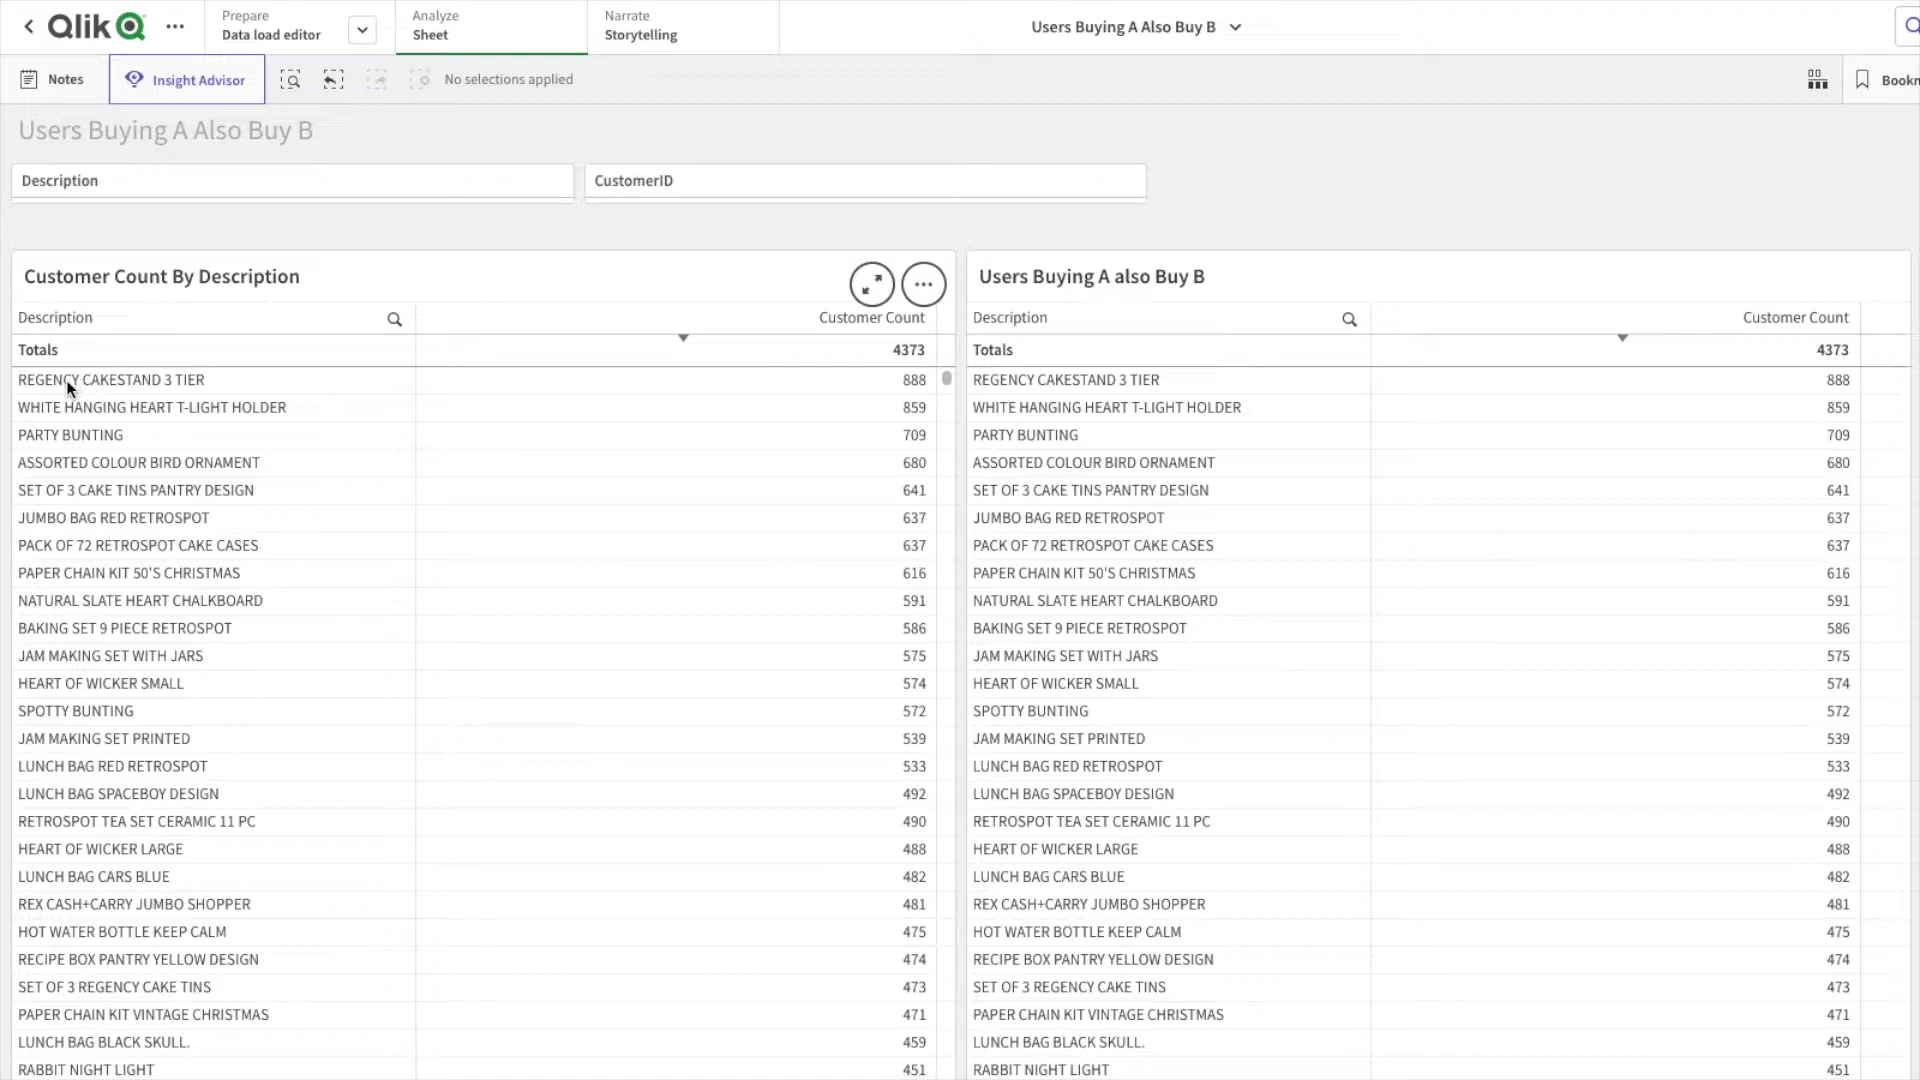 Qlik
Prepare
Data load editor
Analyze
Sheet
Narrate
Storytelling
Users Buying A Also Buy B
Notes
Insight Advisor
No selections applied
Users Buying A Also Buy B
Description
CustomerID
Customer Count By Description
Description Customer Count
Totals 4373
REGENCY CAKESTAND 3 TIER 888
WHITE HANGING HEART T-LIGHT HOLDER 859
PARTY BUNTING 709
ASSORTED COLOUR BIRD ORNAMENT 680
SET OF 3 CAKE TINS PANTRY DESIGN 641
JUMBO BAG RED RETROSPOT 637
PACK OF 72 RETROSPOT CAKE CASES 637
PAPER CHAIN KIT 50'S CHRISTMAS 616
NATURAL SLATE HEART CHALKBOARD 591
BAKING SET 9 PIECE RETROSPOT 586
JAM MAKING SET WITH JARS 575
HEART OF WICKER SMALL 574
SPOTTY BUNTING 572
JAM MAKING SET PRINTED 539
LUNCH BAG RED RETROSPOT 533
LUNCH BAG SPACEBOY DESIGN 492
RETROSPOT TEA SET CERAMIC 11 PC 490
HEART OF WICKER LARGE 488
LUNCH BAG CARS BLUE 482
REX CASH+CARRY JUMBO SHOPPER 481
HOT WATER BOTTLE KEEP CALM 475
RECIPE BOX PANTRY YELLOW DESIGN 474
SET OF 3 REGENCY CAKE TINS 473
PAPER CHAIN KIT VINTAGE CHRISTMAS 471
LUNCH BAG BLACK SKULL. 459
RABBIT NIGHT LIGHT 451
Users Buying A also Buy B
Description Customer Count
Totals 4373
REGENCY CAKESTAND 3 TIER 888
WHITE HANGING HEART T-LIGHT HOLDER 859
PARTY BUNTING 709
ASSORTED COLOUR BIRD ORNAMENT 680
SET OF 3 CAKE TINS PANTRY DESIGN 641
JUMBO BAG RED RETROSPOT 637
PACK OF 72 RETROSPOT CAKE CASES 637
PAPER CHAIN KIT 50'S CHRISTMAS 616
NATURAL SLATE HEART CHALKBOARD 591
BAKING SET 9 PIECE RETROSPOT 586
JAM MAKING SET WITH JARS 575
HEART OF WICKER SMALL 574
SPOTTY BUNTING 572
JAM MAKING SET PRINTED 539
LUNCH BAG RED RETROSPOT 533
LUNCH BAG SPACEBOY DESIGN 492
RETROSPOT TEA SET CERAMIC 11 PC 490
HEART OF WICKER LARGE 488
LUNCH BAG CARS BLUE 482
REX CASH+CARRY JUMBO SHOPPER 481
HOT WATER BOTTLE KEEP CALM 475
RECIPE BOX PANTRY YELLOW DESIGN 474
SET OF 3 REGENCY CAKE TINS 473
PAPER CHAIN KIT VINTAGE CHRISTMAS 471
LUNCH BAG BLACK SKULL. 459
RABBIT NIGHT LIGHT 451